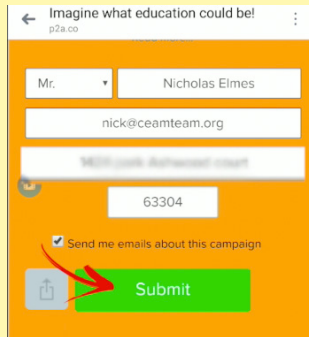 Imagine what education could be!
p2a.co
Mr.
Nicholas Elmes
nick@ceamteam.org
63304
Send me emails about this campaign
Submit